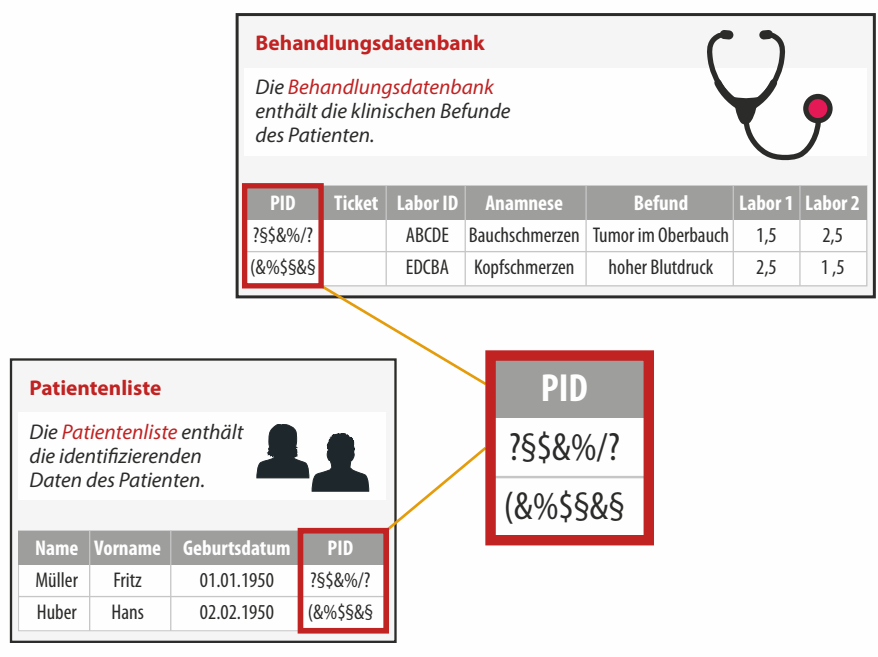 Behandlungsdatenbank
Die Behandlungsdatenbank
enthält die klinischen Befunde
des Patienten.
PID Ticket Labor ID Anamnese Befund Labor 1 Labor 2
?§$&%/? ABCDE Bauchschmerzen Tumor im Oberbauch 1,5 2,5
(&%$§&§ EDCBA Kopfschmerzen hoher Blutdruck 2,5 1,5
PID
?§$&%/?
(&%$§&§
Patientenliste
Die Patientenliste enthält
die identifizierenden
Daten des Patienten.
Name Vorname Geburtsdatum PID
Müller Fritz 01.01.1950 ?§$&%/?
Huber Hans 02.02.1950 (&%$§&§